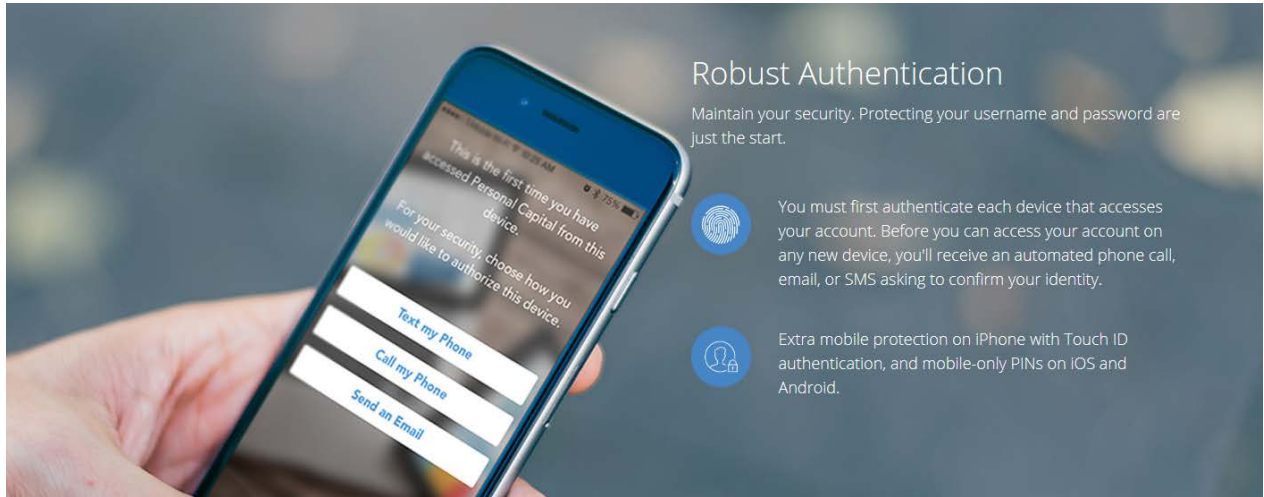 Robust Authentication
Maintain your security. Protecting your username and password are
just the start.
You must first authenticate each device that accesses
your account. Before you can access your account on
any new device, you'll receive an automated phone call,
email, or SMS asking to confirm your identity.
Extra mobile protection on iPhone with Touch ID
authentication, and mobile-only PINs on iOS and
Android.
75%
This is the first time you have
accessed Personal Capital from this
device.
For your security, choose how you
would like to authorize this device.
Text my Phone
Call my Phone
Send an Email